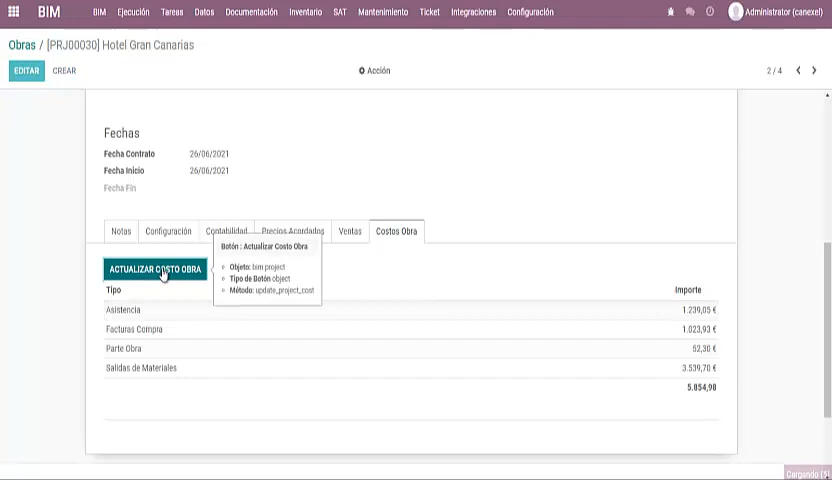 BIM Ejecución Tareas Datos Documentación Inventario SAT Mantenimiento Ticket Integraciones Configuración
BIM
Administrator (canexel)
Obras / [PRJ00030] Hotel Gran Canarias
EDITAR CREAR
Acción
2 / 4
Fechas
Fecha Contrato 26/06/2021
Fecha Inicio 26/06/2021
Fecha Fin
Notas Configuración Contabilidad Precios Acordados Ventas Costos Obra
Botón : Actualizar Costo Obra
Objeto: bim.project
Tipo de Botón object
Método: update_project_cost
ACTUALIZAR COSTO OBRA
Tipo Importe
Asistencia 1.239,05 €
Facturas Compra 1.023,93 €
Parte Obra 52,30 €
Salidas de Materiales 3.539,70 €
5.854,98
Cargando (5)